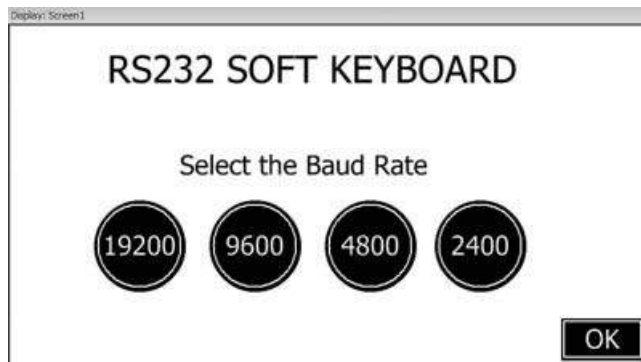 Display: Screen1
RS232 SOFT KEYBOARD
Select the Baud Rate
19200 9600 4800 2400
OK